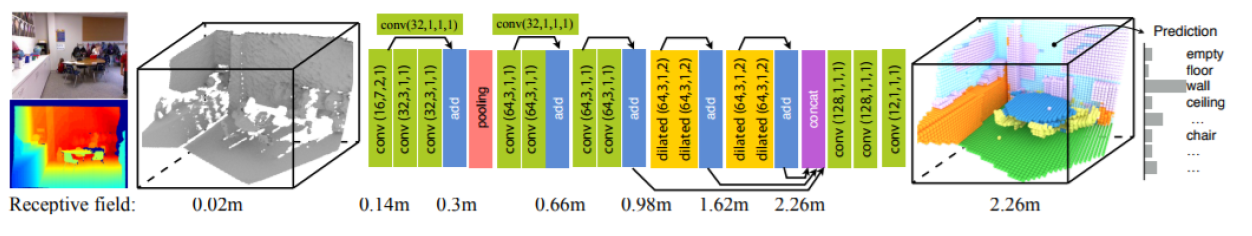 conv(32,1,1,1)
conv(32,1,1,1)
conv (16,7,2,1)
conv (32,3,1,1)
conv (32,3,1,1)
add
pooling
conv (64,3,1,1)
conv (64,3,1,1)
add
conv (64,3,1,1)
conv (64,3,1,1)
add
dilated (64,3,1,2)
dilated (64,3,1,2)
add
dilated (64,3,1,2)
dilated (64,3,1,2)
add
concat
conv (128,1,1,1)
conv (128,1,1,1)
conv (12,1,1,1)
Prediction
empty
floor
wall
ceiling
...
chair
...
...
Receptive field: 0.02m 0.14m 0.3m 0.66m 0.98m 1.62m 2.26m 2.26m